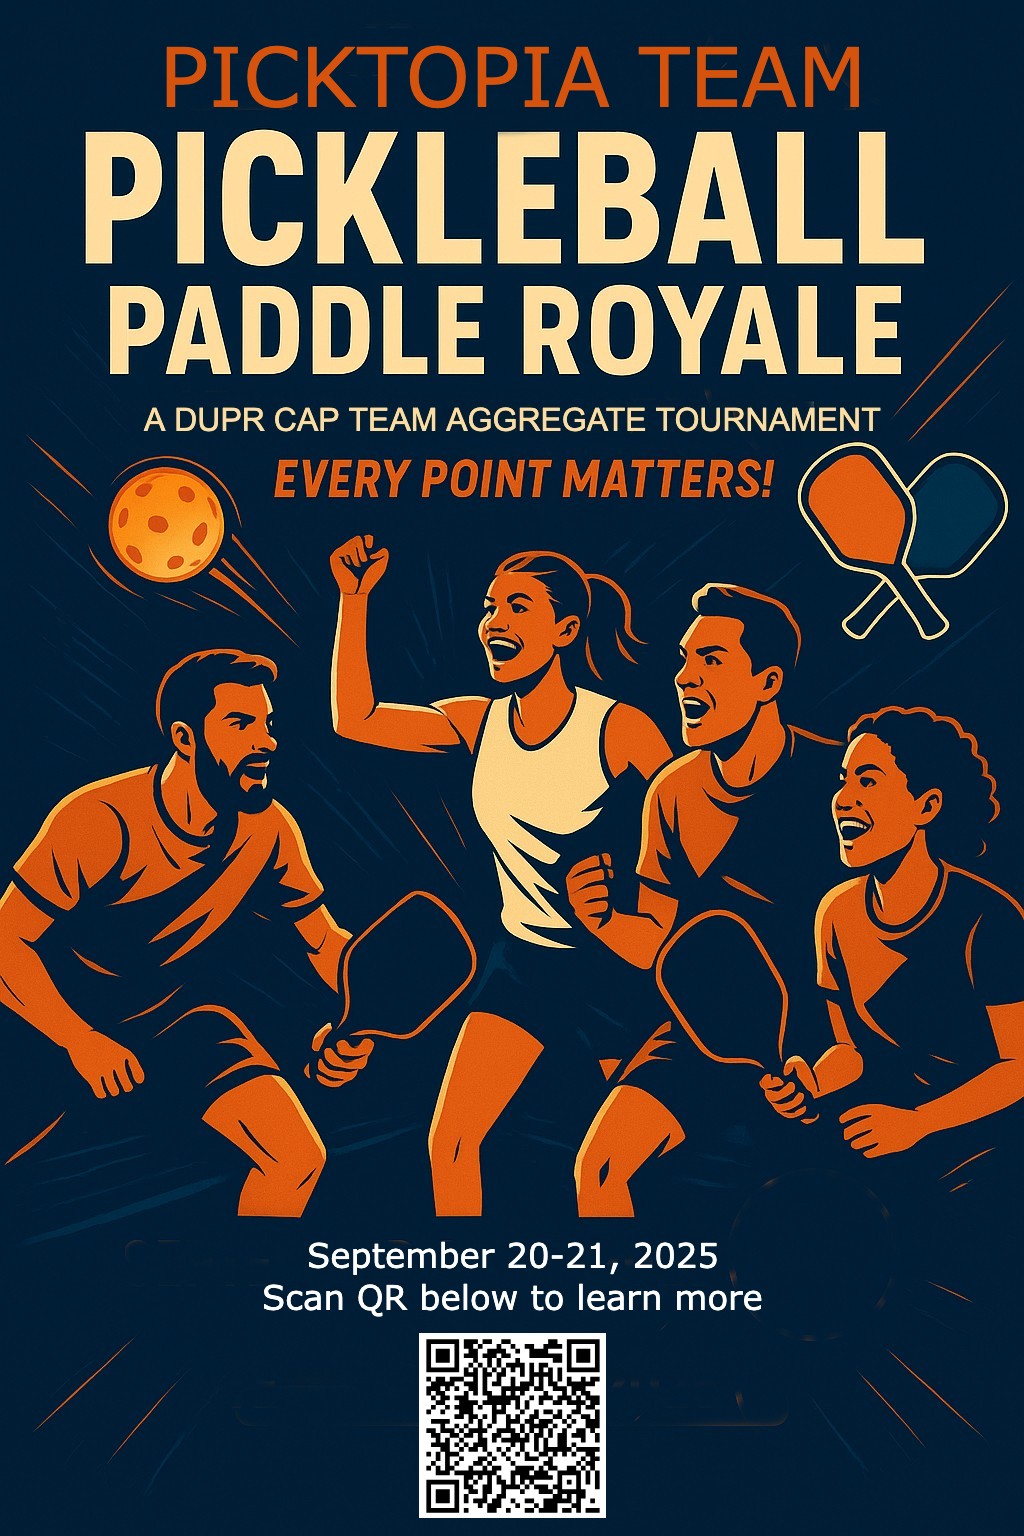 PICKTOPIA TEAM
PICKLEBALL
PADDLE ROYALE
A DUPR CAP TEAM AGGREGATE TOURNAMENT
EVERY POINT MATTERS!
September 20-21, 2025
Scan QR below to learn more